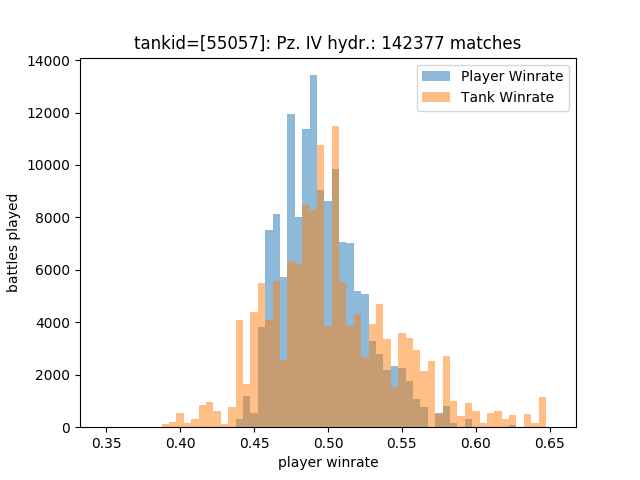 tankid=[55057]: Pz. IV hydr.: 142377 matches
Player Winrate
Tank Winrate
battles played
14000
12000
10000
8000
6000
4000
2000
0
0.35 0.40 0.45 0.50 0.55 0.60 0.65
player winrate